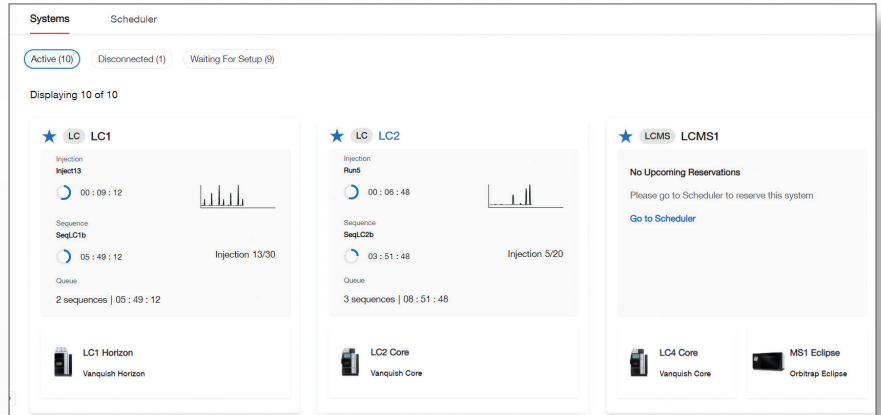 Systems
Scheduler
Active (10)
Disconnected (1)
Waiting For Setup (9)
Displaying 10 of 10
LC LC1
Injection
Inject13
00 : 09 : 12
Sequence
SeqLC1b
05 : 49 : 12
Injection 13/30
Queue
2 sequences | 05 : 49 : 12
LC1 Horizon
Vanquish Horizon
LC LC2
Injection
Run5
00 : 06 : 48
Sequence
SeqLC2b
03 : 51 : 48
Injection 5/20
Queue
3 sequences | 08 : 51 : 48
LC2 Core
Vanquish Core
LCMS LCMS1
No Upcoming Reservations
Please go to Scheduler to reserve this system
Go to Scheduler
LC4 Core
Vanquish Core
MS1 Eclipse
Orbitrap Eclipse